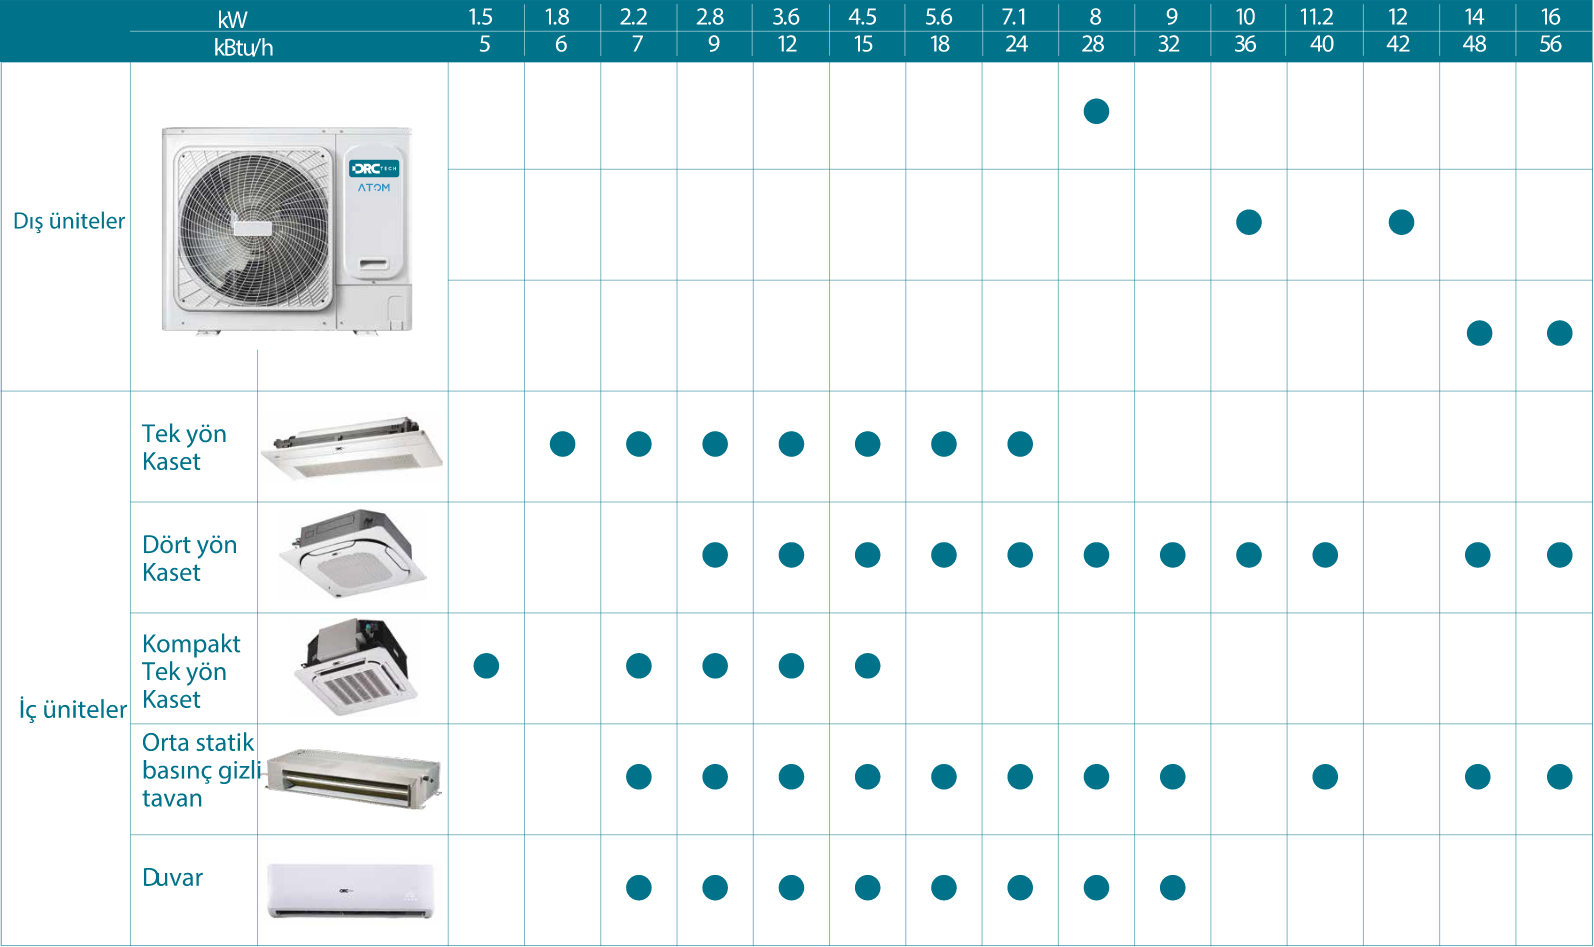 kW 1.5 1.8 2.2 2.8 3.6 4.5 5.6 7.1 8 9 10 11.2 12 14 16
kBtu/h 5 6 7 9 12 15 18 24 28 32 36 40 42 48 56
DRC TECH
ATOM
Dış üniteler
Tek yön
Kaset
Dört yön
Kaset
Kompakt
Tek yön
Kaset
İç üniteler
Orta statik
basınç gizli
tavan
Duvar
DRC